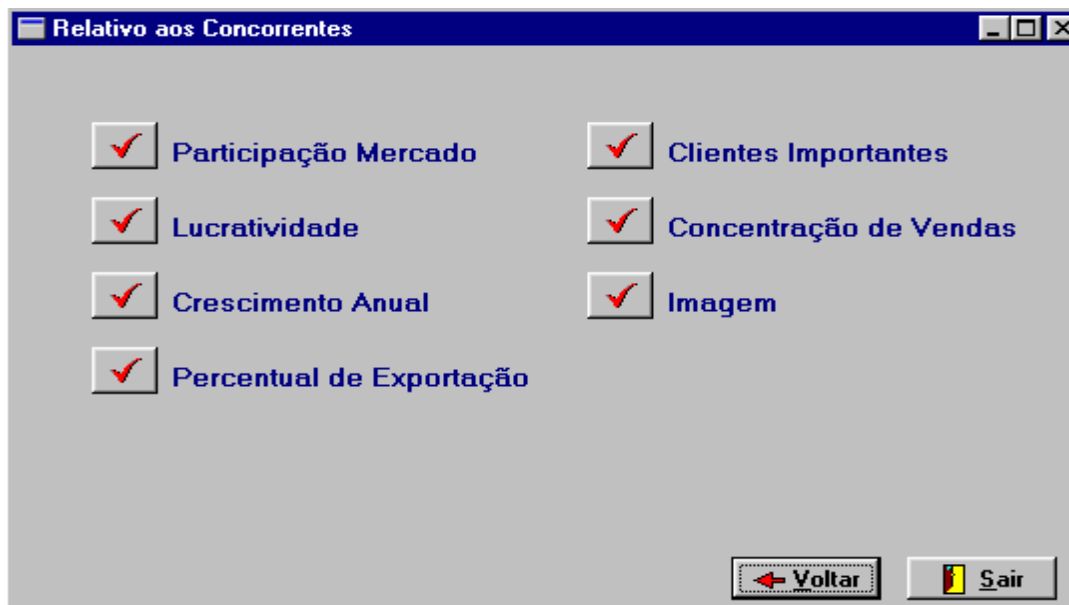 Relativo aos Concorrentes
Participação Mercado
Lucratividade
Crescimento Anual
Percentual de Exportação
Clientes Importantes
Concentração de Vendas
Imagem
Voltar
Sair